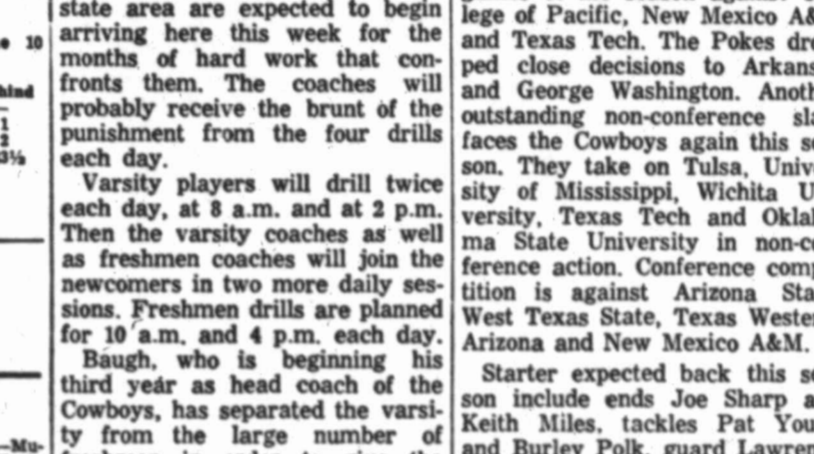 10
hind
1
2
3½
—Mu-
state area are expected to begin
arriving here this week for the
months of hard work that con-
fronts them. The coaches will
probably receive the brunt of the
punishment from the four drills
each day.
Varsity players will drill twice
each day, at 8 a.m. and at 2 p.m.
Then the varsity coaches as well
as freshmen coaches will join the
newcomers in two more daily ses-
sions. Freshmen drills are planned
for 10 a.m. and 4 p.m. each day.
Baugh, who is beginning his
third year as head coach of the
Cowboys, has separated the varsi-
ty from the large number of
lege of Pacific, New Mexico A&
and Texas Tech. The Pokes dro
ped close decisions to Arkans
and George Washington. Anoth
outstanding non-conference sla
faces the Cowboys again this se
son. They take on Tulsa, Unive
sity of Mississippi, Wichita U
versity, Texas Tech and Oklah
ma State University in non-co
ference action. Conference comp
tition is against Arizona Sta
West Texas State, Texas Wester
Arizona and New Mexico A&M.
Starter expected back this se
son include ends Joe Sharp a
Keith Miles, tackles Pat You
and Burley Polk, guard Lawren